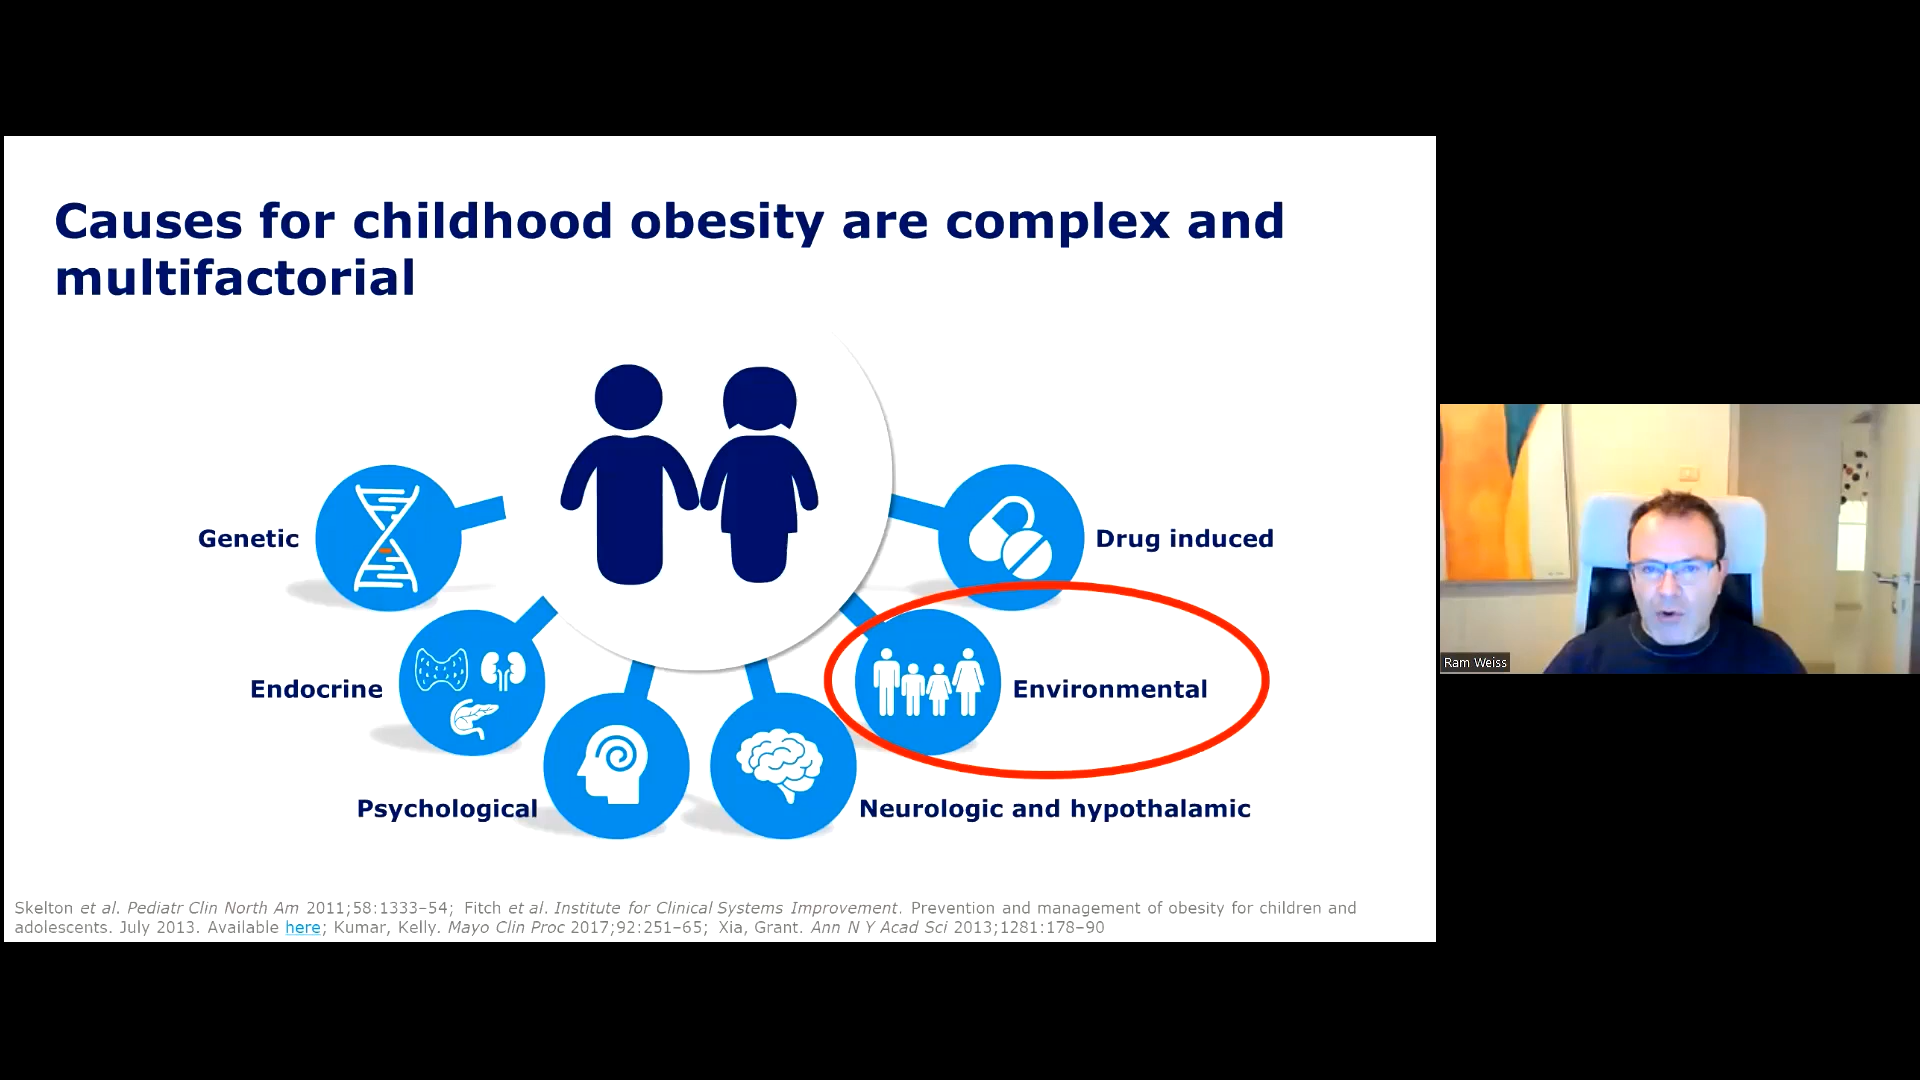 Causes for childhood obesity are complex and
multifactorial
Genetic
Drug induced
Endocrine
Environmental
Psychological
Neurologic and hypothalamic
Skelton et al. Pediatr Clin North Am 2011;58:1333–54; Fitch et al. Institute for Clinical Systems Improvement. Prevention and management of obesity for children and
adolescents. July 2013. Available here; Kumar, Kelly. Mayo Clin Proc 2017;92:251–65; Xia, Grant. Ann N Y Acad Sci 2013;1281:178–90
Ram Weiss